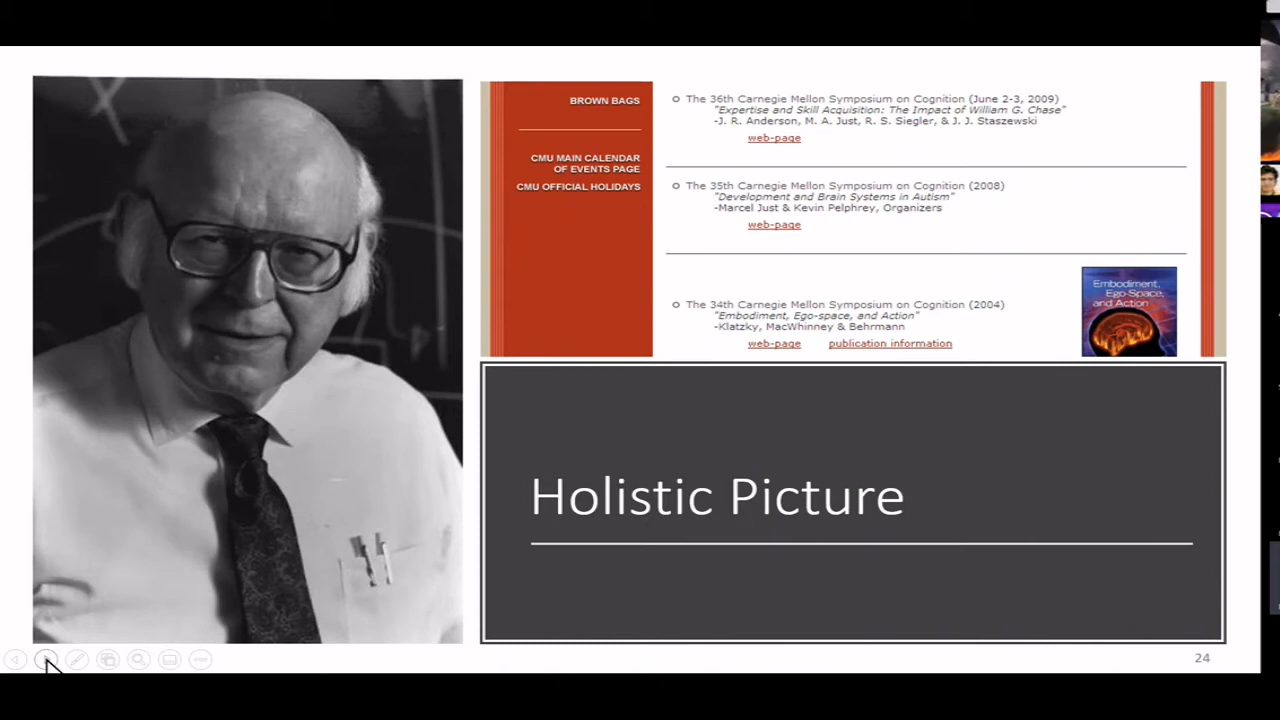 BROWN BAGS
CMU MAIN CALENDAR
OF EVENTS PAGE
CMU OFFICIAL HOLIDAYS
The 36th Carnegie Mellon Symposium on Cognition (June 2-3, 2009)
"Expertise and Skill Acquisition: The Impact of William G. Chase"
-J. R. Anderson, M. A. Just, R. S. Siegler, & J. J. Staszewski
web-page
The 35th Carnegie Mellon Symposium on Cognition (2008)
"Development and Brain Systems in Autism"
-Marcel Just & Kevin Pelphrey, Organizers
web-page
The 34th Carnegie Mellon Symposium on Cognition (2004)
"Embodiment, Ego-space, and Action"
-Klatzky, MacWhinney & Behrmann
web-page publication information
Embodiment,
Ego-Space,
and Action
Holistic Picture
24